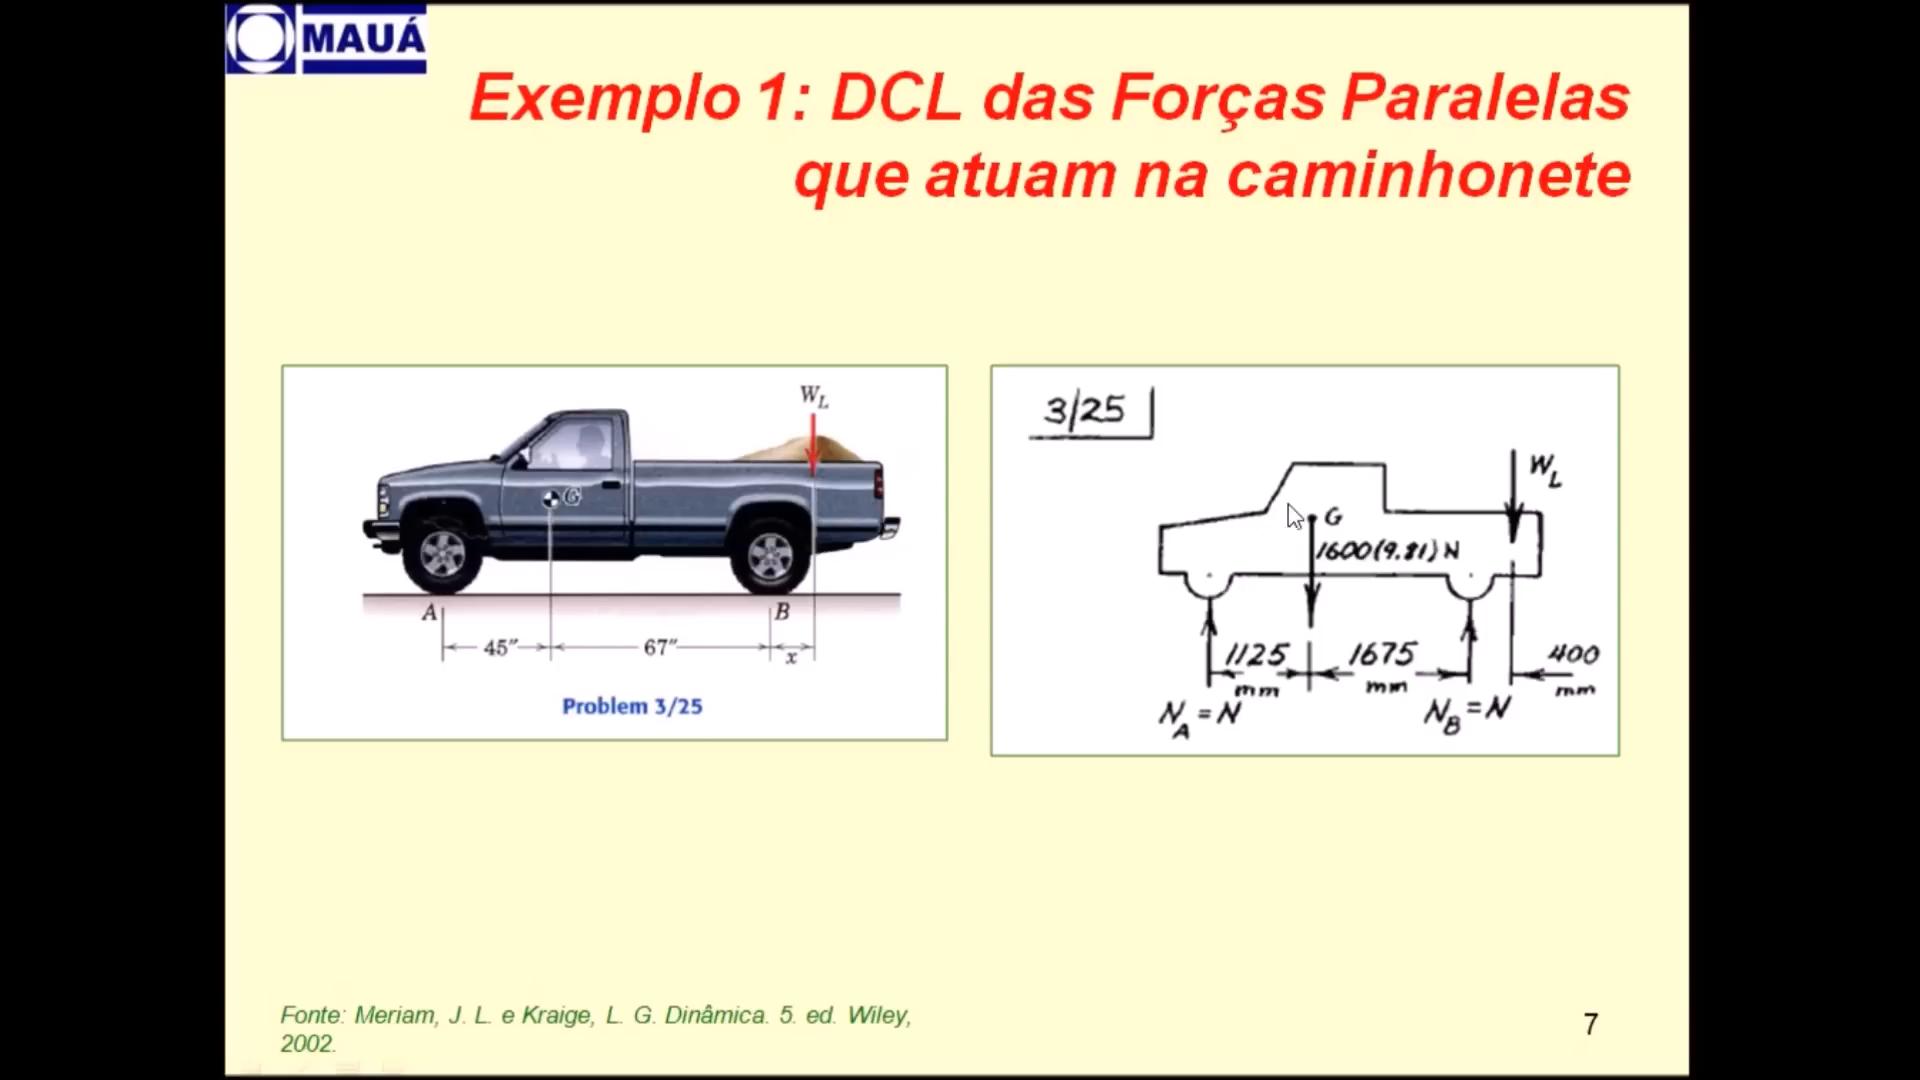 MAUÁ
Exemplo 1: DCL das Forças Paralelas
que atuam na caminhonete
W_L
G
A
B
45"
67"
x
Problem 3/25
3/25
W_L
G
1600(9.81) N
1125
mm
1675
mm
400
mm
N_A = N
N_B = N
Fonte: Meriam, J. L. e Kraige, L. G. Dinâmica. 5. ed. Wiley,
2002.
7